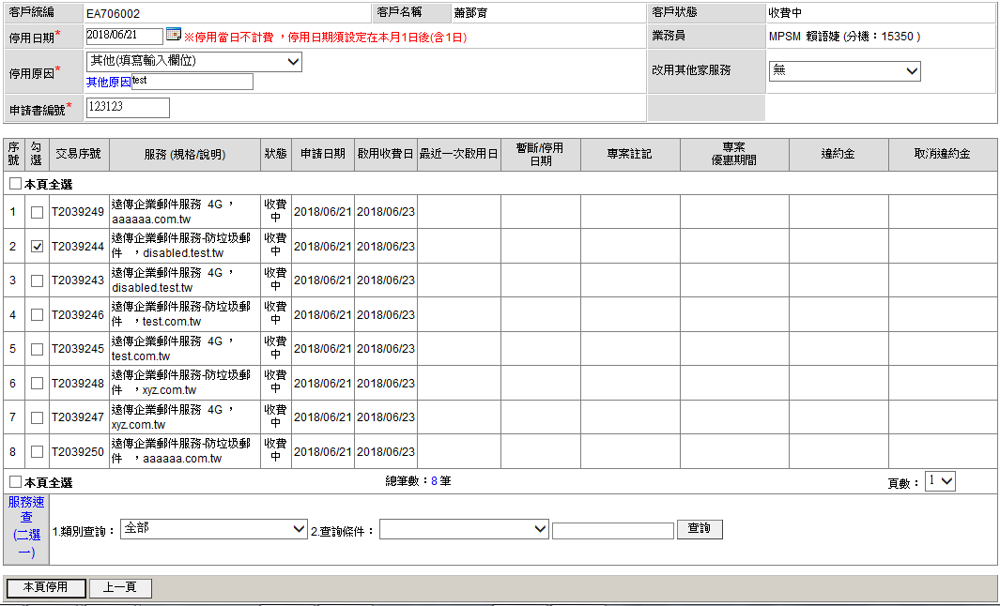 客戶統編 EA706002 客戶名稱 蕭鄑育 客戶狀態 收費中
停用日期* 2018/06/21 ※停用當日不計費 ，停用日期須設定在本月1日後(含1日) 業務員 MPSM 賴語婕 (分機：15350 )
停用原因* 其他(填寫輸入欄位) 改用其他家服務 無
其他原因 test
申請書編號* 123123
序號 勾選 交易序號 服務 (規格/說明) 狀態 申請日期 啟用收費日 最近一次啟用日 暫斷/停用日期 專案註記 專案優惠期間 違約金 取消違約金
本頁全選
1 T2039249 遠傳企業郵件服務 4G ，aaaaaa.com.tw 收費中 2018/06/21 2018/06/23
2 T2039244 遠傳企業郵件服務-防垃圾郵件 ，disabled.test.tw 收費中 2018/06/21 2018/06/23
3 T2039243 遠傳企業郵件服務 4G ，disabled.test.tw 收費中 2018/06/21 2018/06/23
4 T2039246 遠傳企業郵件服務-防垃圾郵件 ，test.com.tw 收費中 2018/06/21 2018/06/23
5 T2039245 遠傳企業郵件服務 4G ，test.com.tw 收費中 2018/06/21 2018/06/23
6 T2039248 遠傳企業郵件服務-防垃圾郵件 ，xyz.com.tw 收費中 2018/06/21 2018/06/23
7 T2039247 遠傳企業郵件服務 4G ，xyz.com.tw 收費中 2018/06/21 2018/06/23
8 T2039250 遠傳企業郵件服務-防垃圾郵件 ，aaaaaa.com.tw 收費中 2018/06/21 2018/06/23
本頁全選 總筆數：8 筆 頁數： 1
服務速查(二選一) 1.類別查詢： 全部 2.查詢條件： 查詢
本頁停用 上一頁